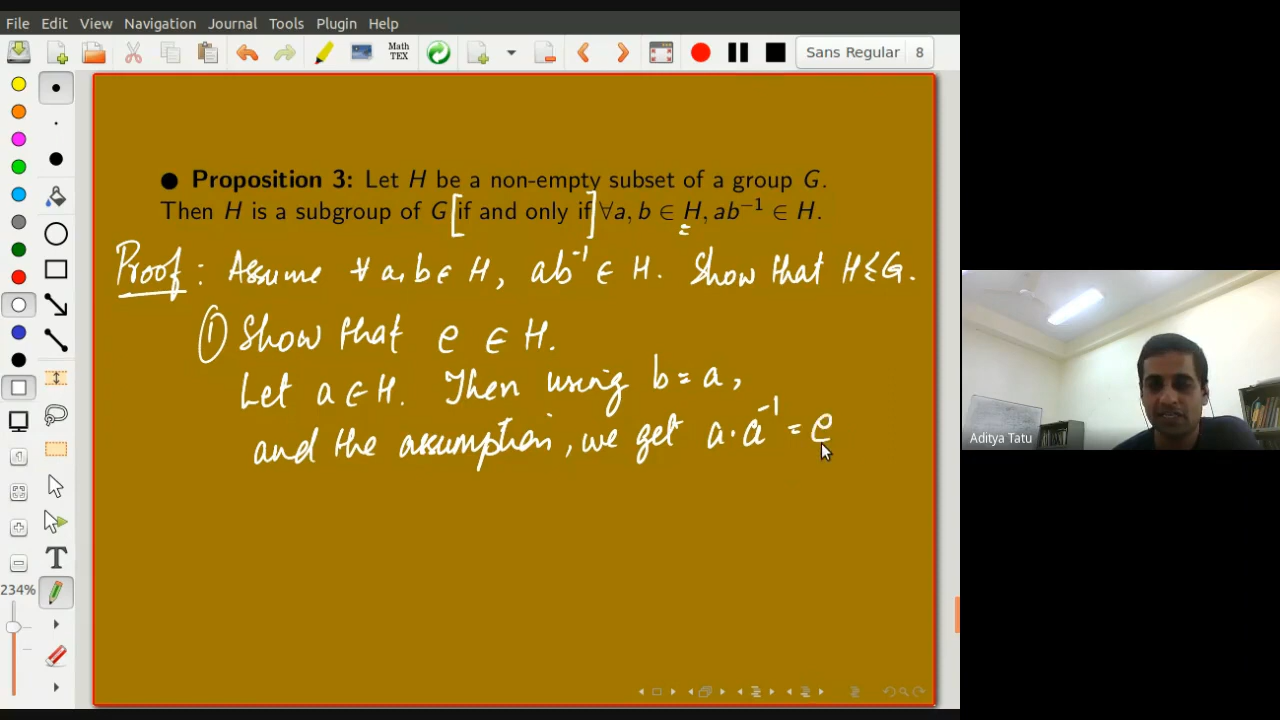 File Edit View Navigation Journal Tools Plugin Help
Math TEX
Sans Regular 8
● Proposition 3: Let H be a non-empty subset of a group G.
Then H is a subgroup of G [if and only if] ∀a, b ∈ H, ab⁻¹ ∈ H.
Proof : Assume ∀ a, b ∈ H, ab⁻¹ ∈ H. Show that H ≤ G.
① Show that e ∈ H.
Let a ∈ H. Then using b = a,
and the assumption, we get a · a⁻¹ = e
234%
Aditya Tatu